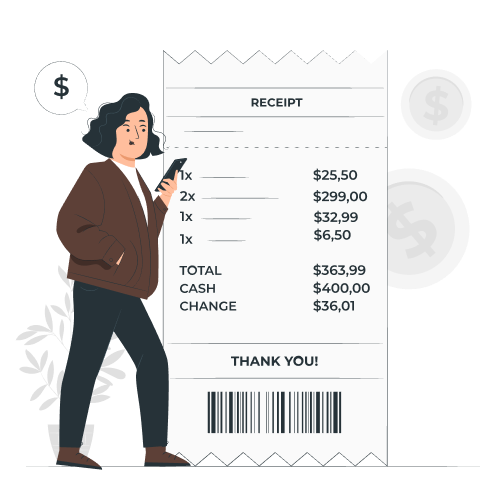 $
RECEIPT
1x $25,50
2x $299,00
1x $32,99
1x $6,50
TOTAL $363,99
CASH $400,00
CHANGE $36,01
THANK YOU!
$
$